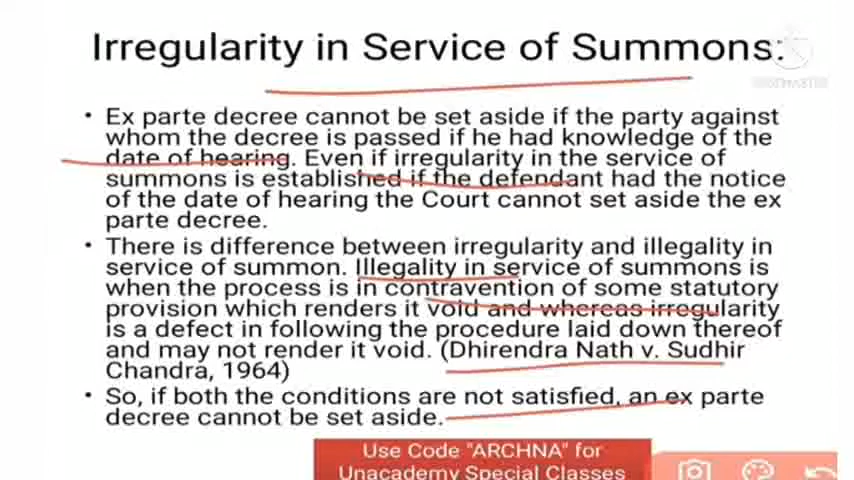 Irregularity in Service of Summons:
• Ex parte decree cannot be set aside if the party against
whom the decree is passed if he had knowledge of the
date of hearing. Even if irregularity in the service of
summons is established if the defendant had the notice
of the date of hearing the Court cannot set aside the ex
parte decree.
• There is difference between irregularity and illegality in
service of summon. Illegality in service of summons is
when the process is in contravention of some statutory
provision which renders it void and whereas irregularity
is a defect in following the procedure laid down thereof
and may not render it void. (Dhirendra Nath v. Sudhir
Chandra, 1964)
• So, if both the conditions are not satisfied, an ex parte
decree cannot be set aside.
Use Code "ARCHNA" for
Unacademy Special Classes